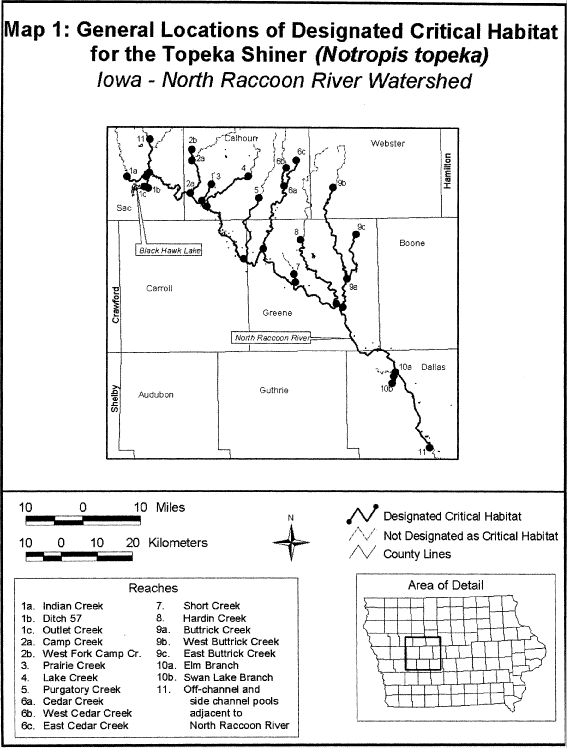 Map 1: General Locations of Designated Critical Habitat
for the Topeka Shiner (Notropis topeka)
Iowa - North Raccoon River Watershed
11
2b
Calhoun
6c
Webster
Hamilton
1a
2a
3
4
6b
6a
9b
1c
1b
2a
5
Sac
Black Hawk Lake
8
9c
Boone
Crawford
Carroll
7
9a
Greene
North Raccoon River
Shelby
Audubon
Guthrie
10a
Dallas
10b
11
10 0 10 Miles
10 0 10 20 Kilometers
N
Designated Critical Habitat
Not Designated as Critical Habitat
County Lines
Reaches
1a. Indian Creek
1b. Ditch 57
1c. Outlet Creek
2a. Camp Creek
2b. West Fork Camp Cr.
3. Prairie Creek
4. Lake Creek
5. Purgatory Creek
6a. Cedar Creek
6b. West Cedar Creek
6c. East Cedar Creek
7. Short Creek
8. Hardin Creek
9a. Buttrick Creek
9b. West Buttrick Creek
9c. East Buttrick Creek
10a. Elm Branch
10b. Swan Lake Branch
11. Off-channel and
side channel pools
adjacent to
North Raccoon River
Area of Detail